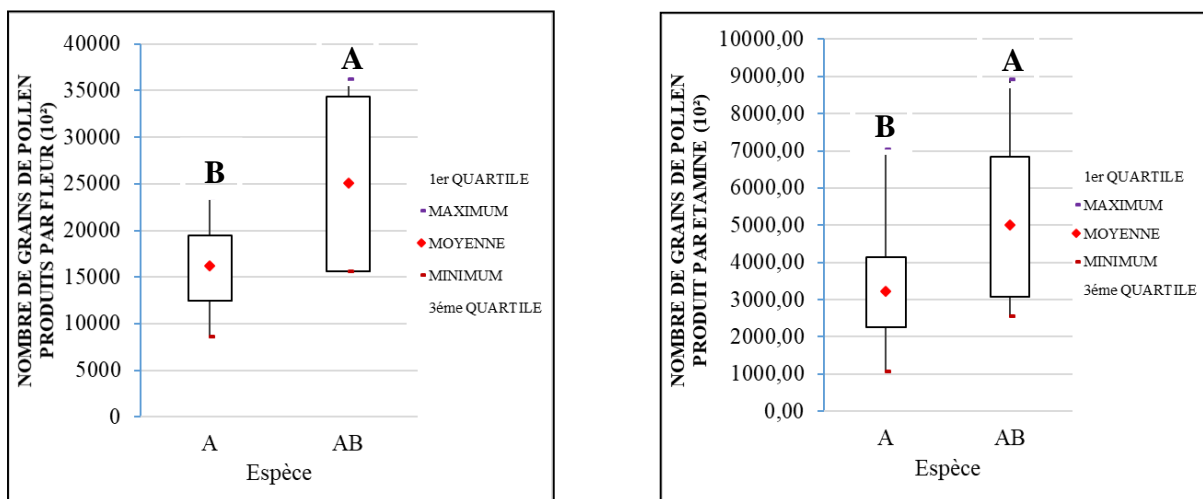 NOMBRE DE GRAINS DE POLLEN
PRODUITS PAR FLEUR (10²)
40000
35000
30000
25000
20000
15000
10000
5000
0
B
A
A
AB
Espèce
1er QUARTILE
MAXIMUM
MOYENNE
MINIMUM
3éme QUARTILE
NOMBRE DE GRAINS DE POLLEN
PRODUIT PAR ETAMINE (10²)
10000,00
9000,00
8000,00
7000,00
6000,00
5000,00
4000,00
3000,00
2000,00
1000,00
0,00
B
A
A
AB
Espèce
1er QUARTILE
MAXIMUM
MOYENNE
MINIMUM
3éme QUARTILE